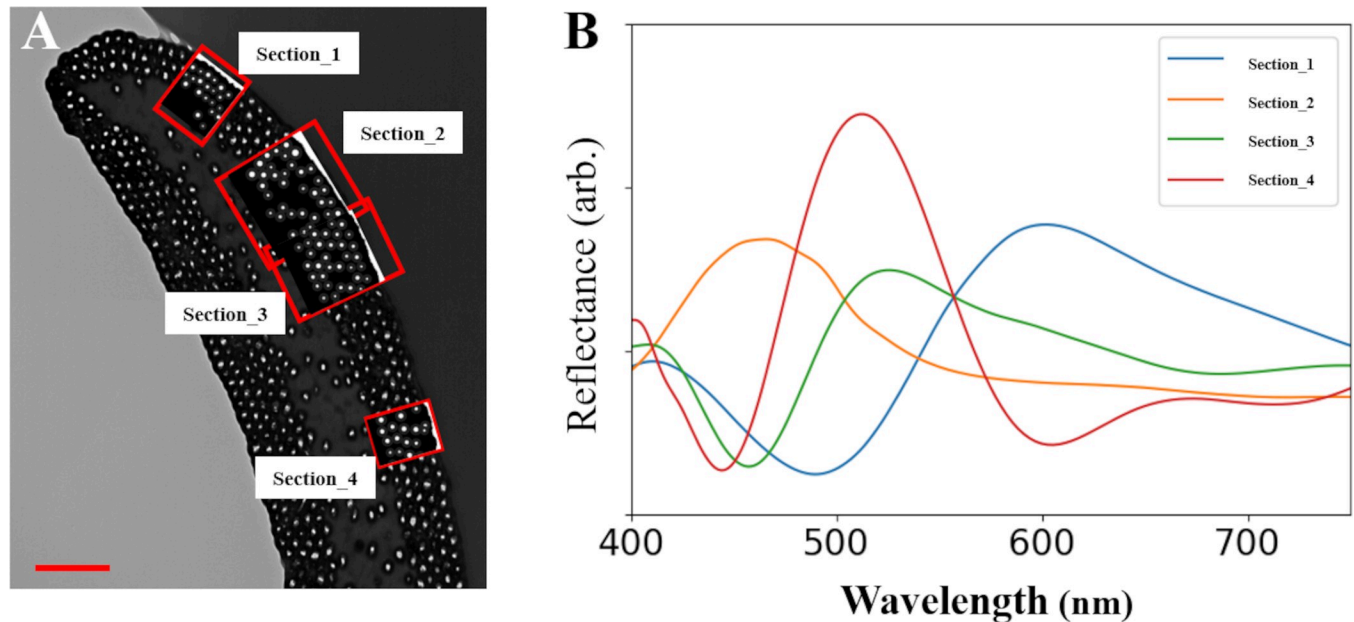 A
Section_1
Section_2
Section_3
Section_4
B
Reflectance (arb.)
Section_1
Section_2
Section_3
Section_4
400 500 600 700
Wavelength (nm)